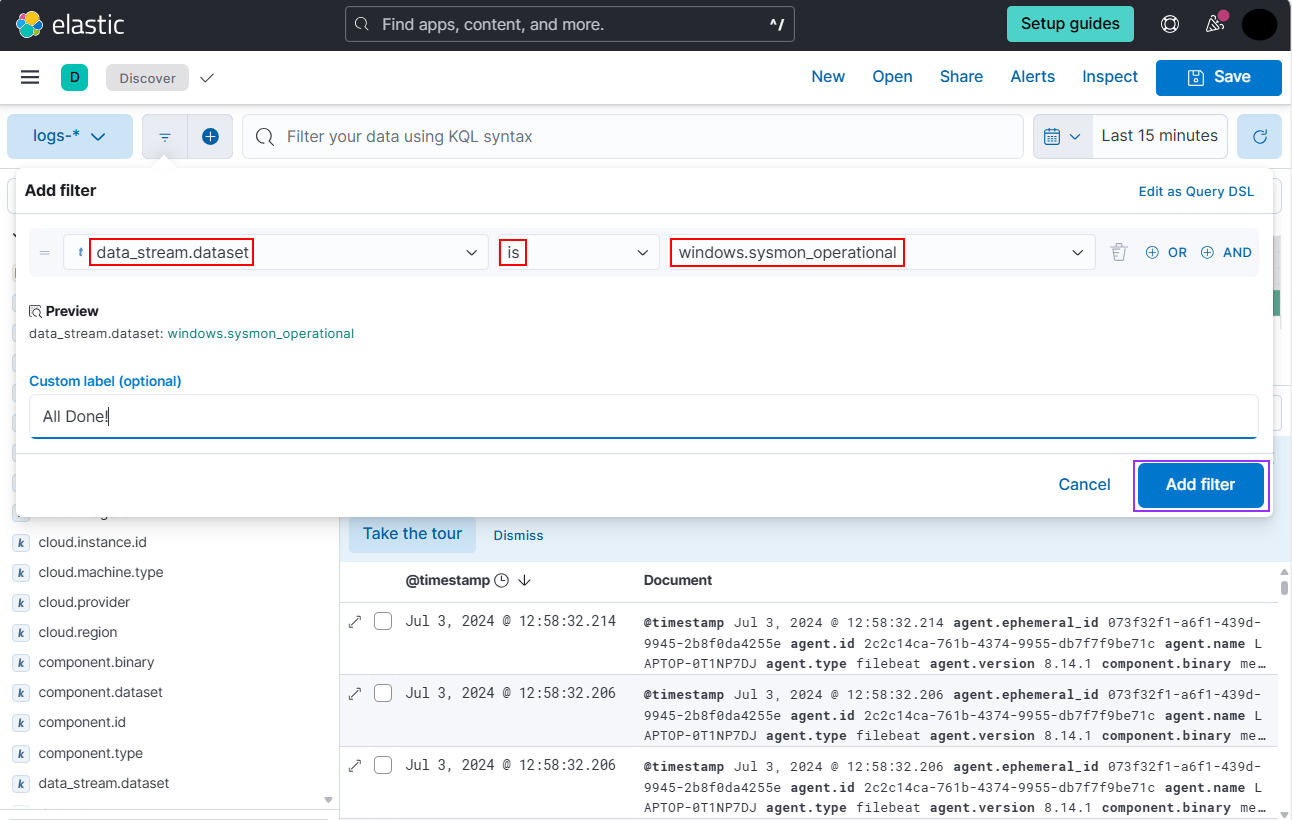 elastic
Find apps, content, and more.
^/
Setup guides
D
Discover
New
Open
Share
Alerts
Inspect
Save
logs-*
Filter your data using KQL syntax
Last 15 minutes
Add filter
Edit as Query DSL
t data_stream.dataset
is
windows.sysmon_operational
OR
AND
Preview
data_stream.dataset: windows.sysmon_operational
Custom label (optional)
All Done!
Cancel
Add filter
Take the tour
Dismiss
k cloud.instance.id
k cloud.machine.type
k cloud.provider
k cloud.region
k component.binary
k component.dataset
k component.id
k component.type
k data_stream.dataset
@timestamp
Document
Jul 3, 2024 @ 12:58:32.214
@timestamp Jul 3, 2024 @ 12:58:32.214 agent.ephemeral_id 073f32f1-a6f1-439d-
9945-2b8f0da4255e agent.id 2c2c14ca-761b-4374-9955-db7f7f9be71c agent.name L
APTOP-0T1NP7DJ agent.type filebeat agent.version 8.14.1 component.binary me…
Jul 3, 2024 @ 12:58:32.206
@timestamp Jul 3, 2024 @ 12:58:32.206 agent.ephemeral_id 073f32f1-a6f1-439d-
9945-2b8f0da4255e agent.id 2c2c14ca-761b-4374-9955-db7f7f9be71c agent.name L
APTOP-0T1NP7DJ agent.type filebeat agent.version 8.14.1 component.binary me…
Jul 3, 2024 @ 12:58:32.206
@timestamp Jul 3, 2024 @ 12:58:32.206 agent.ephemeral_id 073f32f1-a6f1-439d-
9945-2b8f0da4255e agent.id 2c2c14ca-761b-4374-9955-db7f7f9be71c agent.name L
APTOP-0T1NP7DJ agent.type filebeat agent.version 8.14.1 component.binary me…